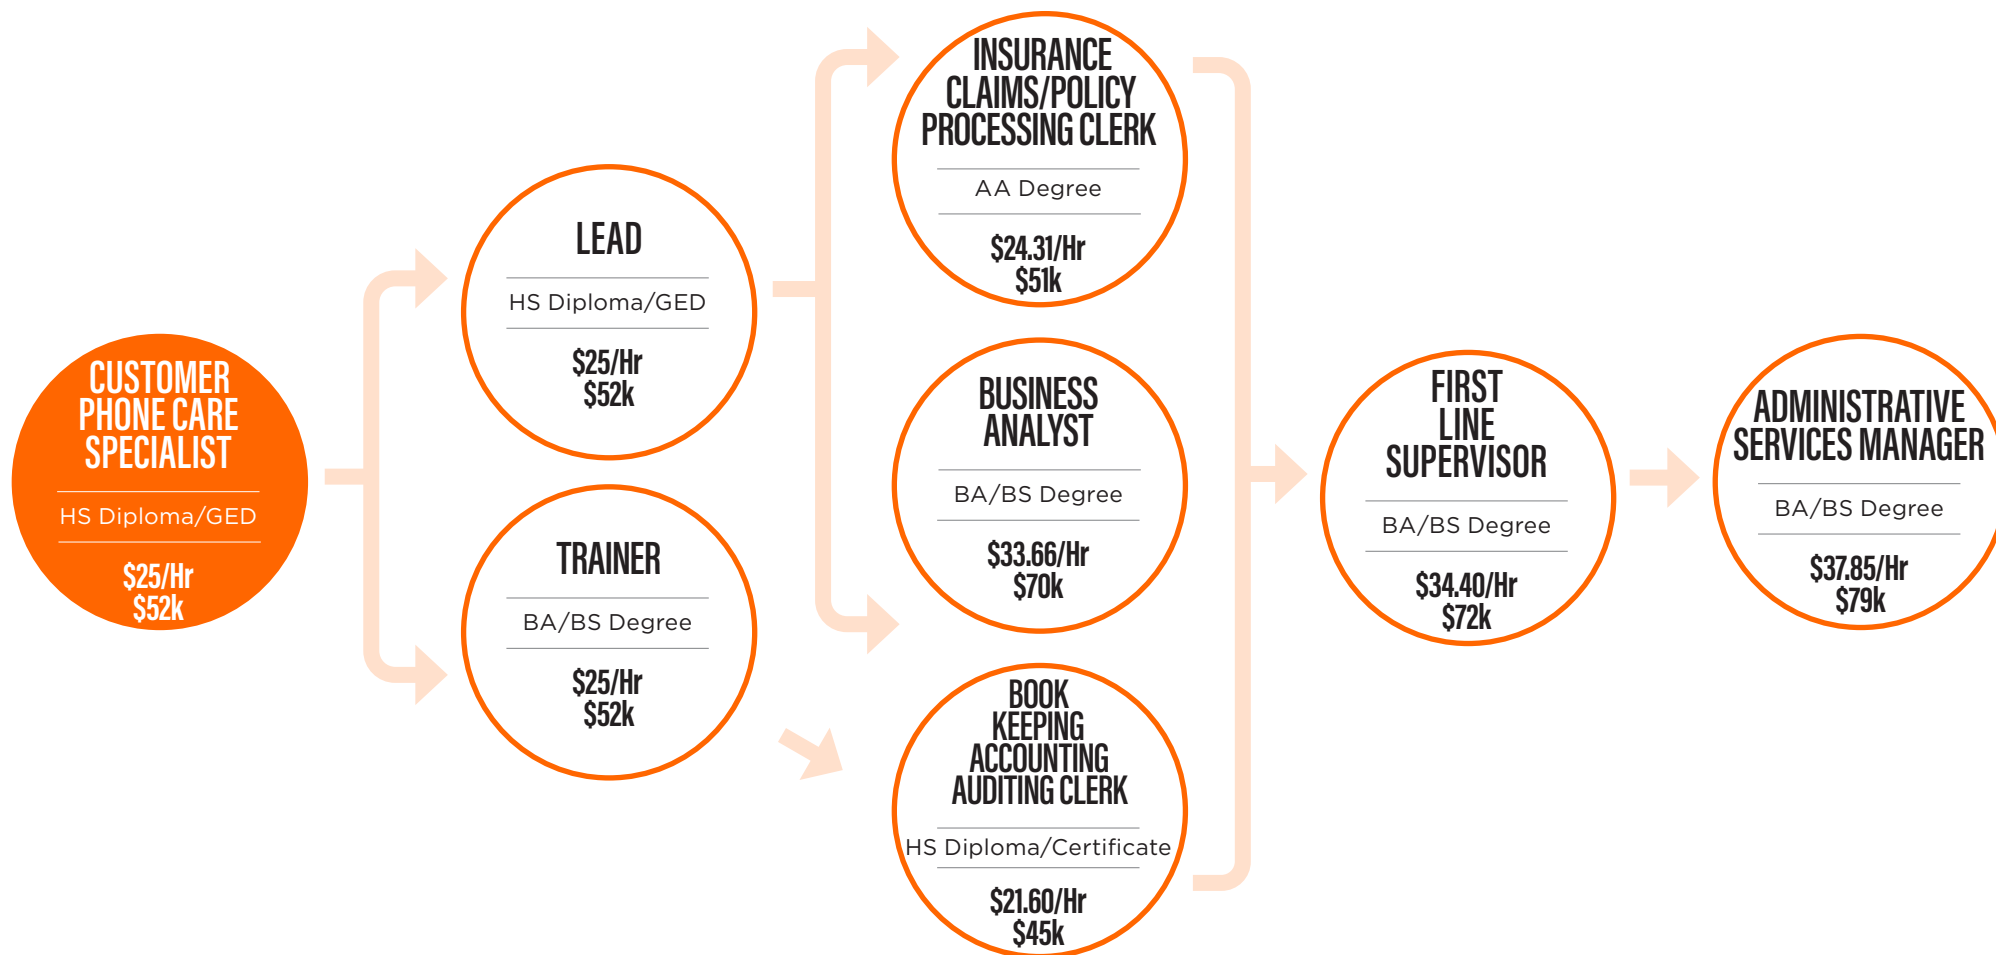 CUSTOMER
PHONE CARE
SPECIALIST
HS Diploma/GED
$25/Hr
$52k
LEAD
HS Diploma/GED
$25/Hr
$52k
TRAINER
BA/BS Degree
$25/Hr
$52k
INSURANCE
CLAIMS/POLICY
PROCESSING CLERK
AA Degree
$24.31/Hr
$51k
BUSINESS
ANALYST
BA/BS Degree
$33.66/Hr
$70k
BOOK
KEEPING
ACCOUNTING
AUDITING CLERK
HS Diploma/Certificate
$21.60/Hr
$45k
FIRST
LINE
SUPERVISOR
BA/BS Degree
$34.40/Hr
$72k
ADMINISTRATIVE
SERVICES MANAGER
BA/BS Degree
$37.85/Hr
$79k